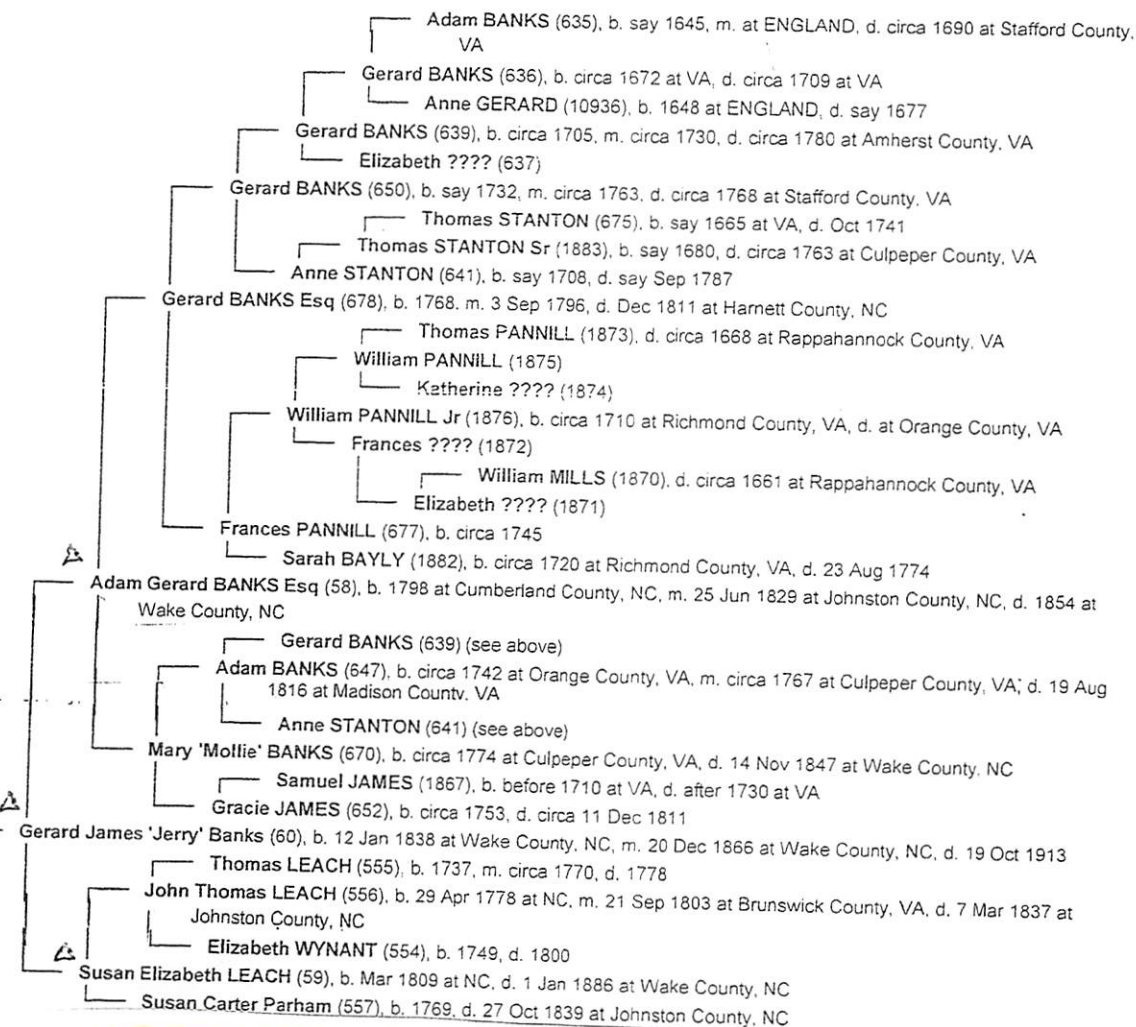 Adam BANKS (635), b. say 1645, m. at ENGLAND, d. circa 1690 at Stafford County,
VA
Gerard BANKS (636), b. circa 1672 at VA, d. circa 1709 at VA
Anne GERARD (10936), b. 1648 at ENGLAND, d. say 1677
Gerard BANKS (639), b. circa 1705, m. circa 1730, d. circa 1780 at Amherst County, VA
Elizabeth ???? (637)
Gerard BANKS (650), b. say 1732, m. circa 1763, d. circa 1768 at Stafford County, VA
Thomas STANTON (675), b. say 1665 at VA, d. Oct 1741
Thomas STANTON Sr (1883), b. say 1680, d. circa 1763 at Culpeper County, VA
Anne STANTON (641), b. say 1708, d. say Sep 1787
Gerard BANKS Esq (678), b. 1768. m. 3 Sep 1796, d. Dec 1811 at Harnett County, NC
Thomas PANNILL (1873), d. circa 1668 at Rappahannock County, VA
William PANNILL (1875)
Katherine ???? (1874)
William PANNILL Jr (1876), b. circa 1710 at Richmond County, VA, d. at Orange County, VA
Frances ???? (1872)
William MILLS (1870), d. circa 1661 at Rappahannock County, VA
Elizabeth ???? (1871)
Frances PANNILL (677), b. circa 1745
Sarah BAYLY (1882), b. circa 1720 at Richmond County, VA, d. 23 Aug 1774
Adam Gerard BANKS Esq (58), b. 1798 at Cumberland County, NC, m. 25 Jun 1829 at Johnston County, NC, d. 1854 at
Wake County, NC
Gerard BANKS (639) (see above)
Adam BANKS (647), b. circa 1742 at Orange County, VA, m. circa 1767 at Culpeper County, VA; d. 19 Aug
1816 at Madison County, VA
Anne STANTON (641) (see above)
Mary 'Mollie' BANKS (670), b. circa 1774 at Culpeper County, VA, d. 14 Nov 1847 at Wake County, NC
Samuel JAMES (1867), b. before 1710 at VA, d. after 1730 at VA
Gracie JAMES (652), b. circa 1753, d. circa 11 Dec 1811
Gerard James 'Jerry' Banks (60), b. 12 Jan 1838 at Wake County, NC, m. 20 Dec 1866 at Wake County, NC, d. 19 Oct 1913
Thomas LEACH (555), b. 1737, m. circa 1770, d. 1778
John Thomas LEACH (556), b. 29 Apr 1778 at NC, m. 21 Sep 1803 at Brunswick County, VA, d. 7 Mar 1837 at
Johnston County, NC
Elizabeth WYNANT (554), b. 1749, d. 1800
Susan Elizabeth LEACH (59), b. Mar 1809 at NC, d. 1 Jan 1886 at Wake County, NC
Susan Carter Parham (557), b. 1769, d. 27 Oct 1839 at Johnston County, NC